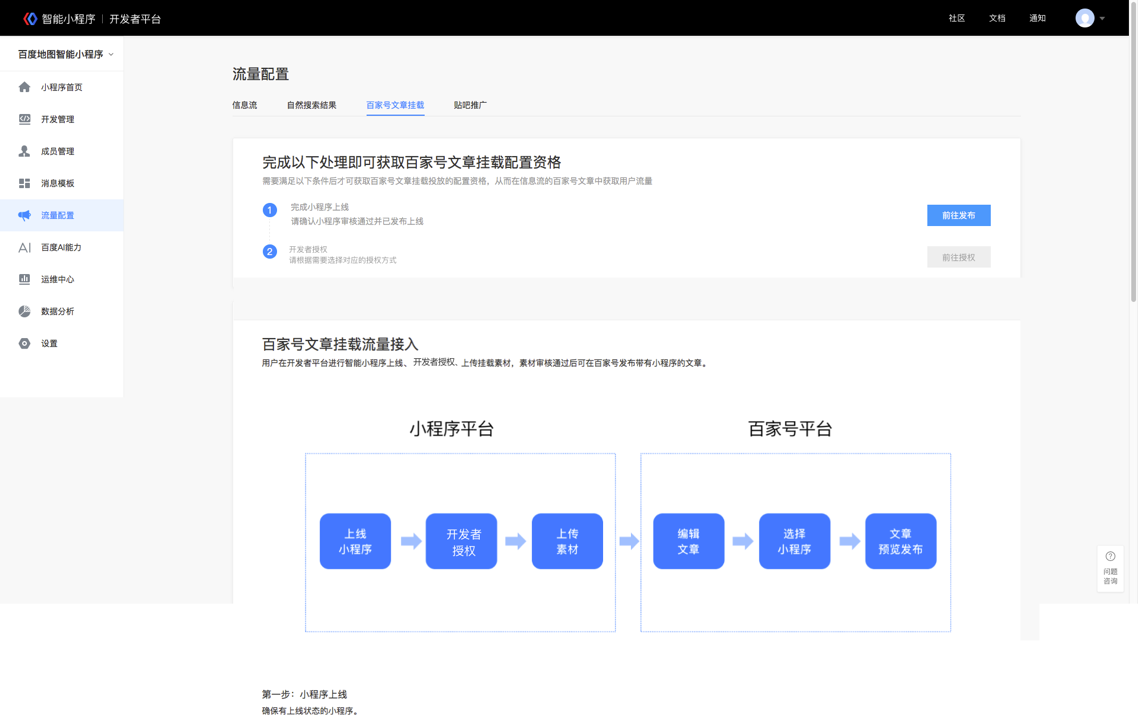 智能小程序 | 开发者平台
社区
文档
通知
百度地图智能小程序
小程序首页
开发管理
成员管理
消息模板
流量配置
AI 百度AI能力
运维中心
数据分析
设置
流量配置
信息流
自然搜索结果
百家号文章挂载
贴吧推广
完成以下处理即可获取百家号文章挂载配置资格
需要满足以下条件后才可获取百家号文章挂载投放的配置资格，从而在信息流的百家号文章中获取用户流量
1 完成小程序上线
请确认小程序审核通过并已发布上线
前往发布
2 开发者授权
请根据需要选择对应的授权方式
前往授权
百家号文章挂载流量接入
用户在开发者平台进行智能小程序上线、开发者授权、上传挂载素材，素材审核通过后可在百家号发布带有小程序的文章。
小程序平台
百家号平台
上线
小程序
开发者
授权
上传
素材
编辑
文章
选择
小程序
文章
预览发布
问题
咨询
第一步：小程序上线
确保有上线状态的小程序。